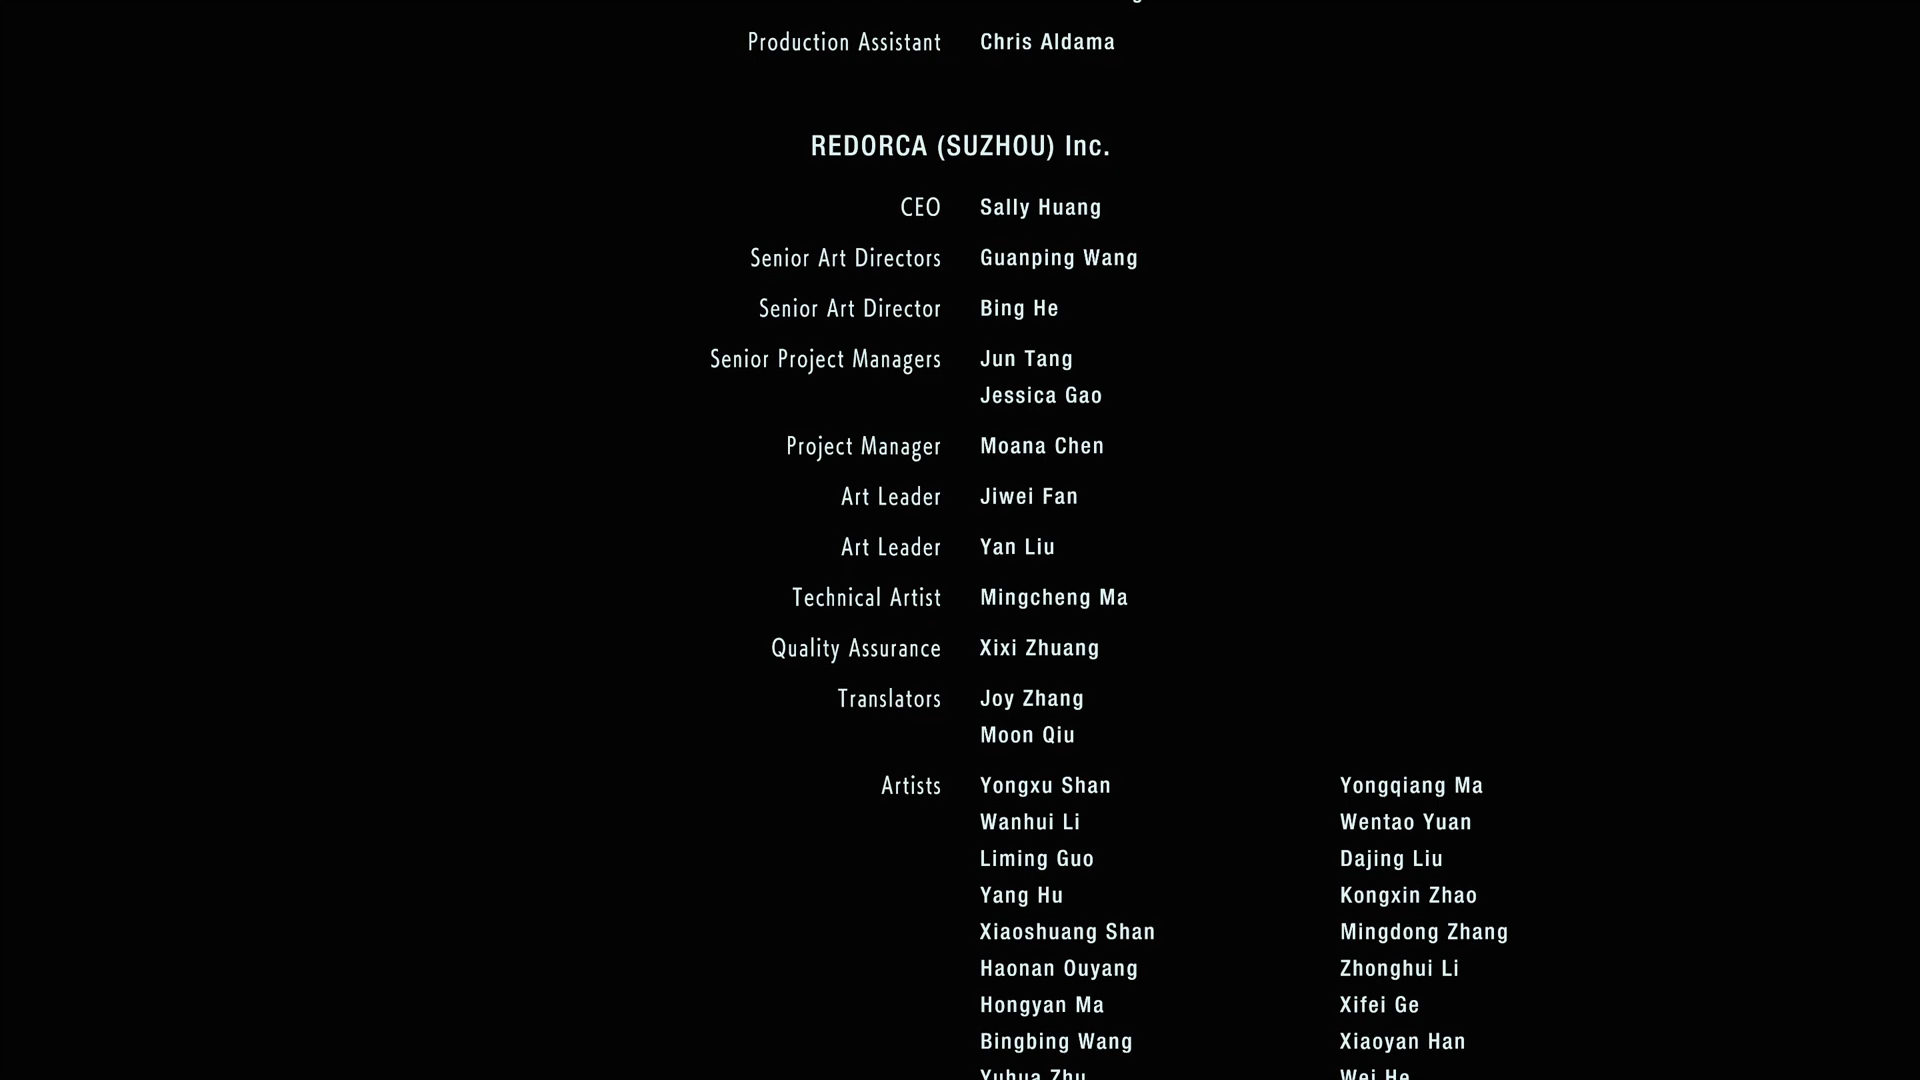 Production Assistant Chris Aldama
REDORCA (SUZHOU) Inc.
CEO Sally Huang
Senior Art Directors Guanping Wang
Senior Art Director Bing He
Senior Project Managers Jun Tang
Jessica Gao
Project Manager Moana Chen
Art Leader Jiwei Fan
Art Leader Yan Liu
Technical Artist Mingcheng Ma
Quality Assurance Xixi Zhuang
Translators Joy Zhang
Moon Qiu
Artists Yongxu Shan Yongqiang Ma
Wanhui Li Wentao Yuan
Liming Guo Dajing Liu
Yang Hu Kongxin Zhao
Xiaoshuang Shan Mingdong Zhang
Haonan Ouyang Zhonghui Li
Hongyan Ma Xifei Ge
Bingbing Wang Xiaoyan Han
Yuhua Zhu Wei He